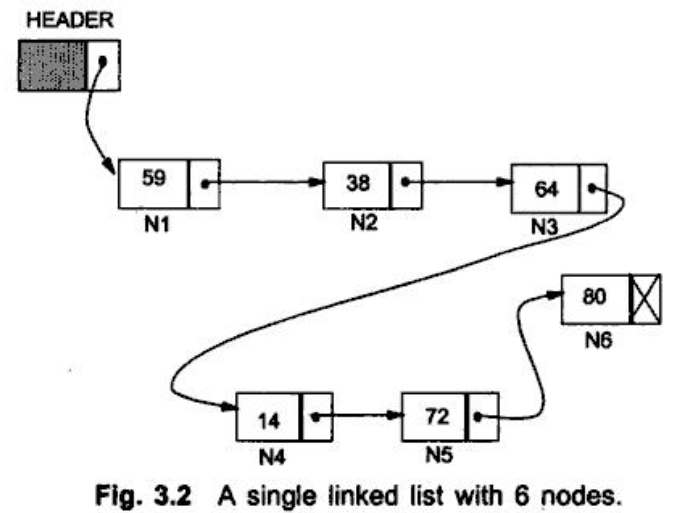 HEADER
59
N1
38
N2
64
N3
80
N6
14
N4
72
N5
Fig. 3.2 A single linked list with 6 nodes.